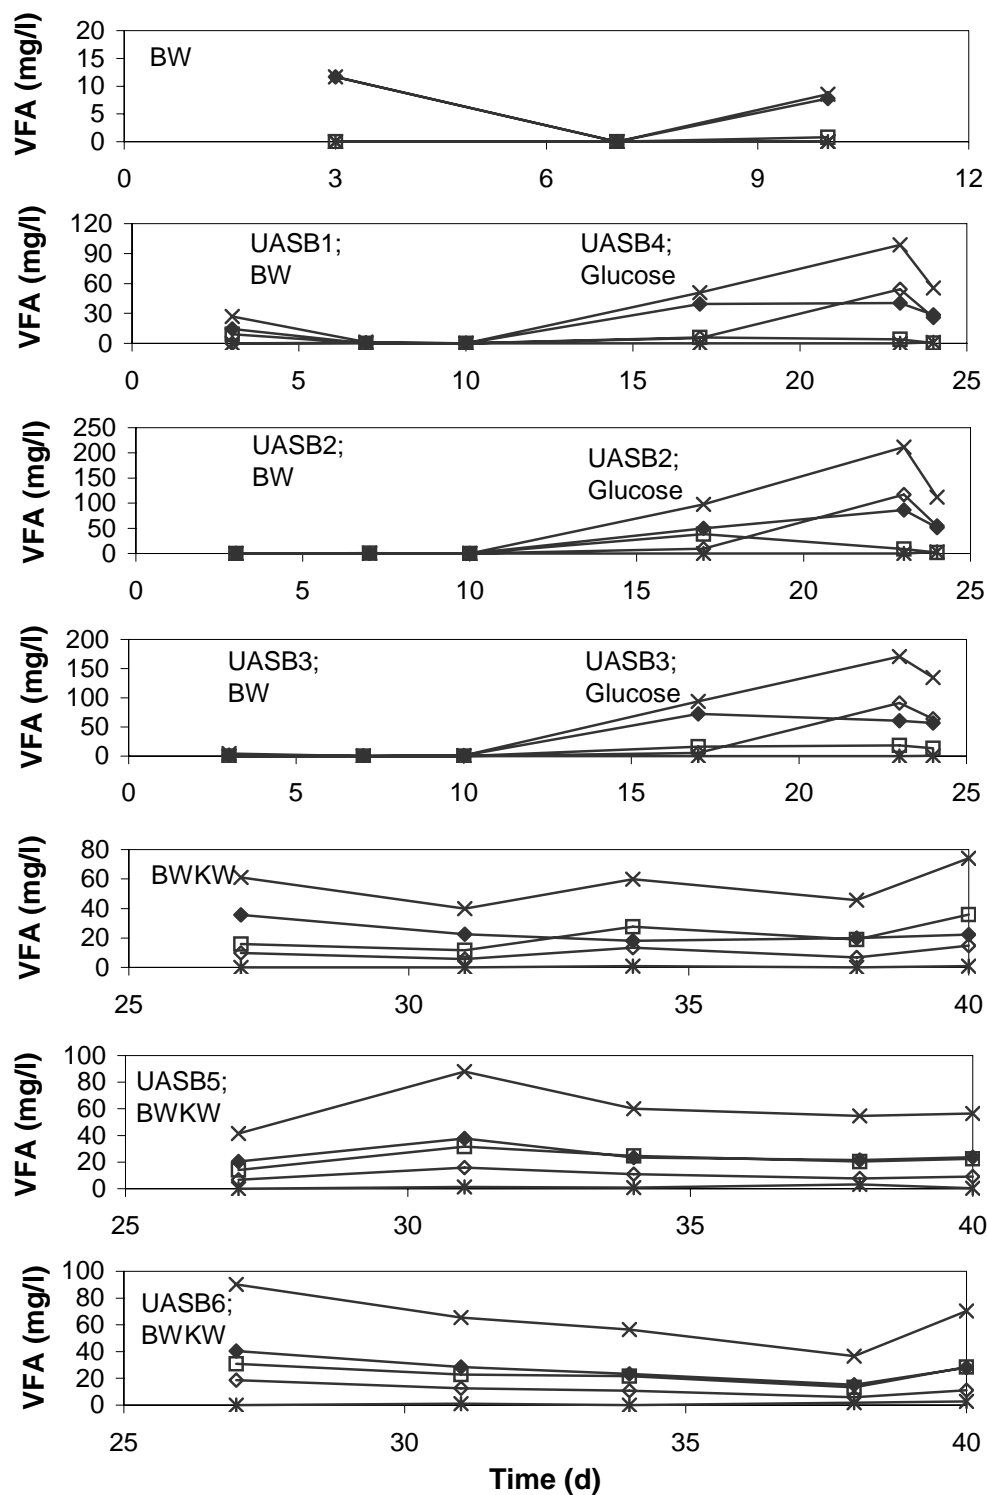 VFA (mg/l)
20
15
10
5
0
BW
0 3 6 9 12
VFA (mg/l)
120
90
60
30
0
UASB1; UASB4;
BW Glucose
0 5 10 15 20 25
VFA (mg/l)
250
200
150
100
50
0
UASB2; UASB2;
BW Glucose
0 5 10 15 20 25
VFA (mg/l)
200
150
100
50
0
UASB3; UASB3;
BW Glucose
0 5 10 15 20 25
VFA (mg/l)
80
60
40
20
0
BWKW
25 30 35 40
VFA (mg/l)
100
80
60
40
20
0
UASB5;
BWKW
25 30 35 40
VFA (mg/l)
100
80
60
40
20
0
UASB6;
BWKW
25 30 35 40
Time (d)